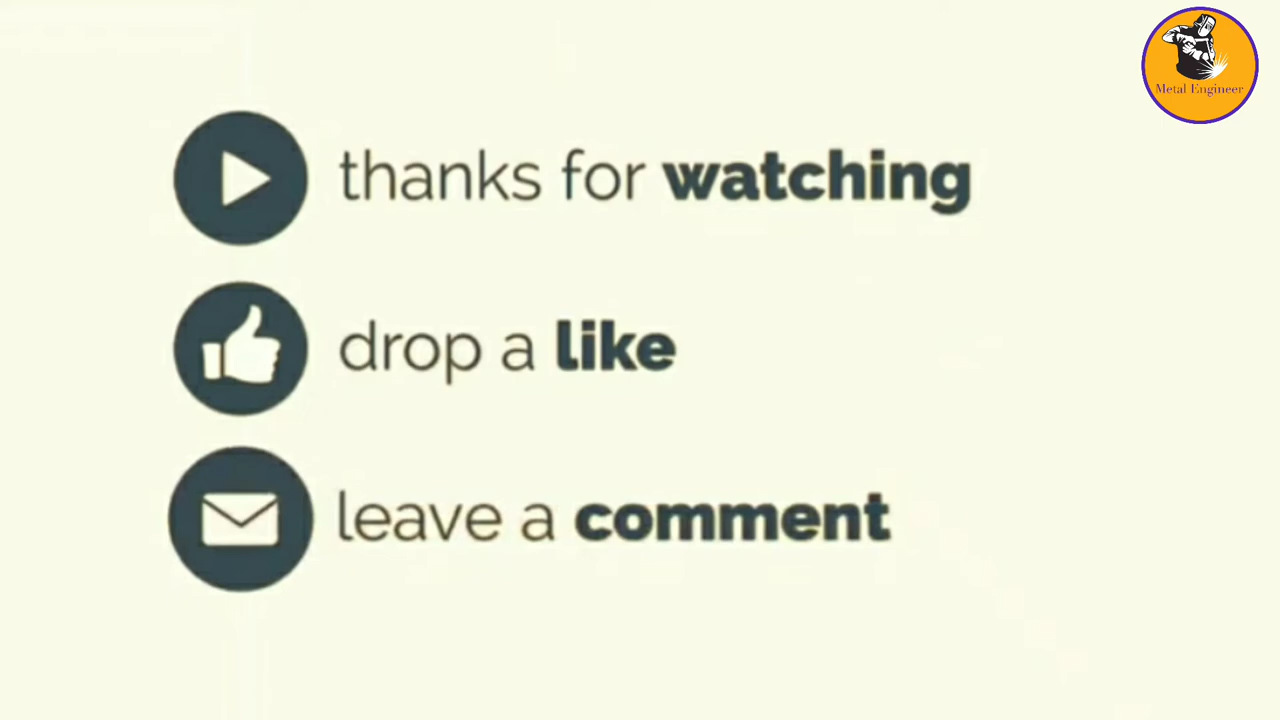 Metal Engineer
thanks for watching
drop a like
leave a comment